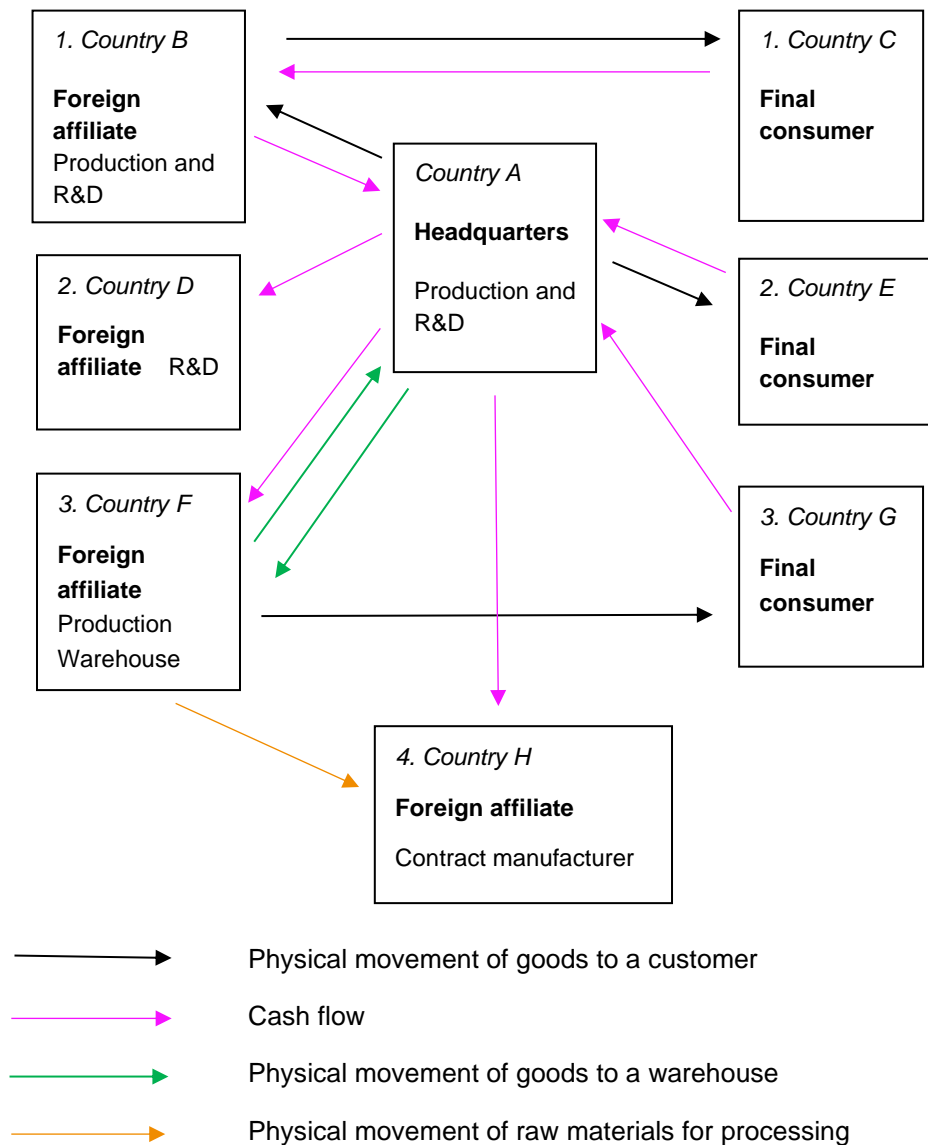 1. Country B
Foreign
affiliate
Production and
R&D
1. Country C
Final
consumer
Country A
Headquarters
Production and
R&D
2. Country D
Foreign
affiliate R&D
2. Country E
Final
consumer
3. Country F
Foreign
affiliate
Production
Warehouse
3. Country G
Final
consumer
4. Country H
Foreign affiliate
Contract manufacturer
Physical movement of goods to a customer
Cash flow
Physical movement of goods to a warehouse
Physical movement of raw materials for processing